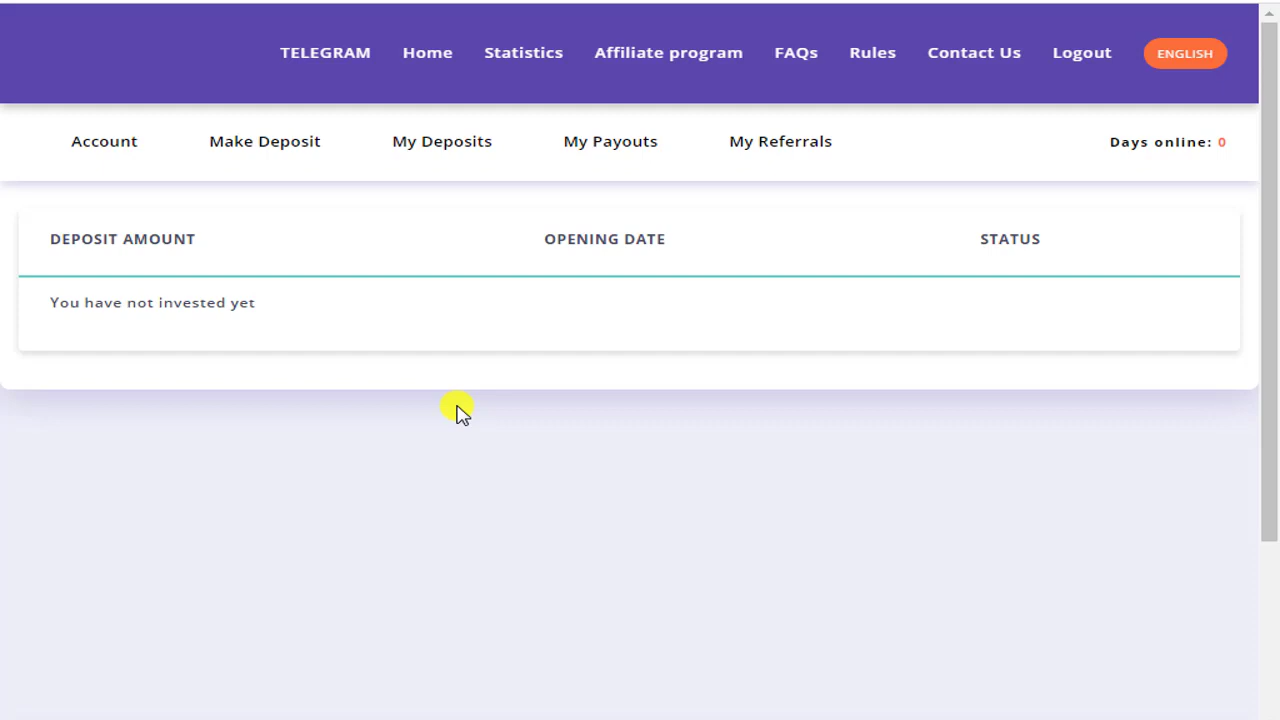 TELEGRAM Home Statistics Affiliate program FAQs Rules Contact Us Logout ENGLISH
Account Make Deposit My Deposits My Payouts My Referrals Days online: 0
DEPOSIT AMOUNT OPENING DATE STATUS
You have not invested yet